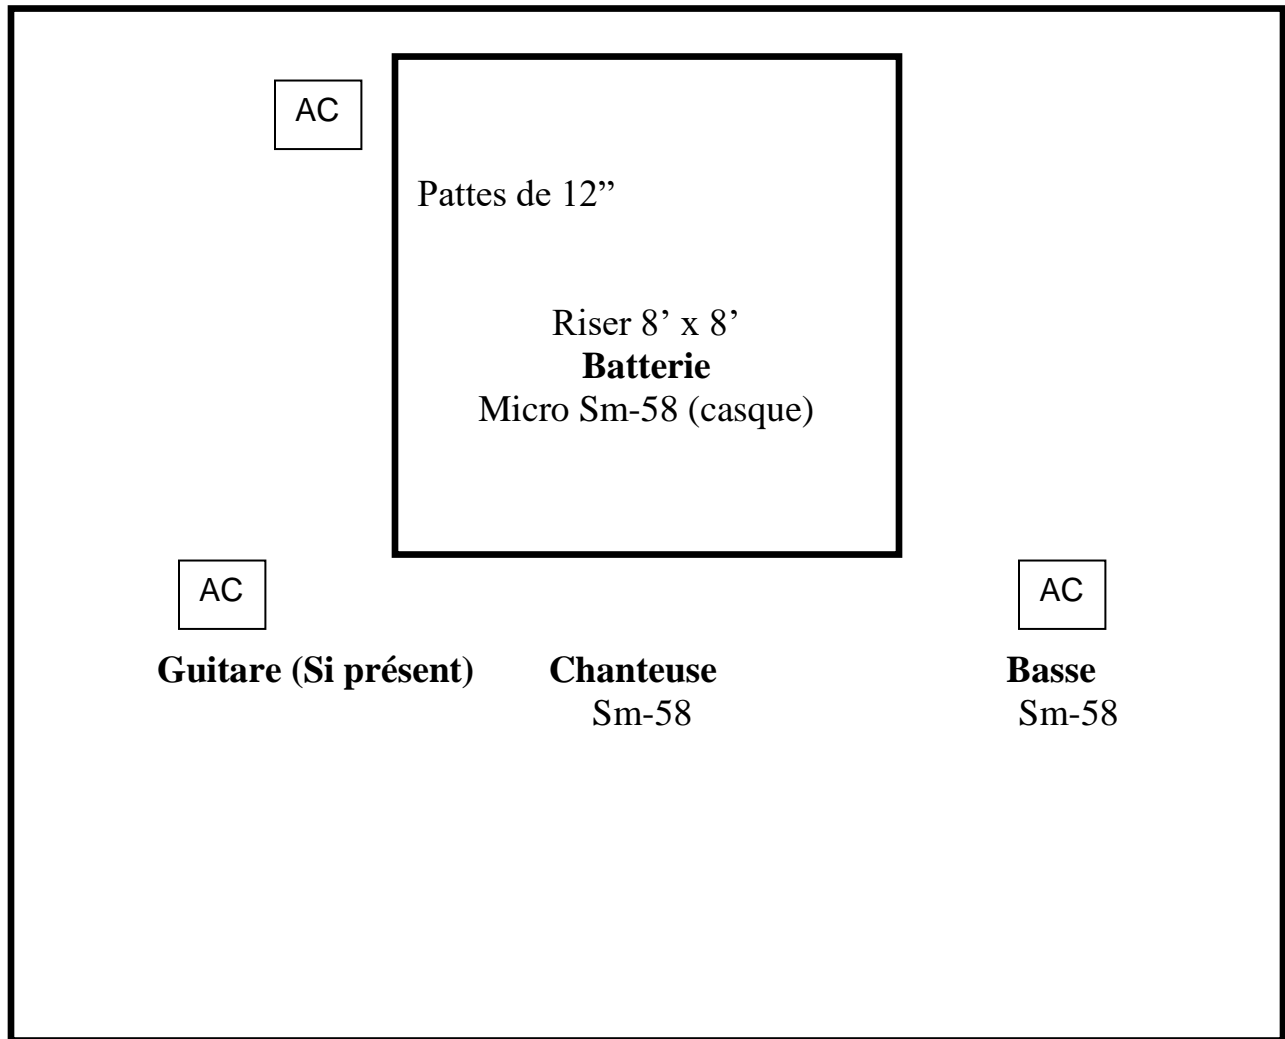 AC
Pattes de 12”
Riser 8’ x 8’
Batterie
Micro Sm-58 (casque)
AC
AC
Guitare (Si présent)
Chanteuse
Basse
Sm-58
Sm-58